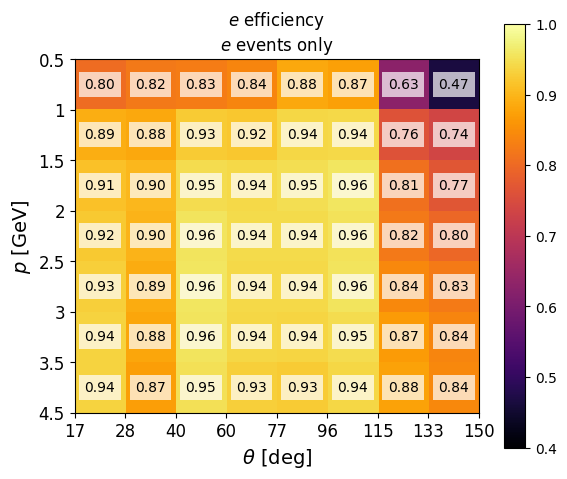 e efficiency
e events only
0.5
0.80 0.82 0.83 0.84 0.88 0.87 0.63 0.47
1
0.89 0.88 0.93 0.92 0.94 0.94 0.76 0.74
1.5
0.91 0.90 0.95 0.94 0.95 0.96 0.81 0.77
2
0.92 0.90 0.96 0.94 0.94 0.96 0.82 0.80
2.5
0.93 0.89 0.96 0.94 0.94 0.96 0.84 0.83
3
0.94 0.88 0.96 0.94 0.94 0.95 0.87 0.84
3.5
0.94 0.87 0.95 0.93 0.93 0.94 0.88 0.84
4.5
p [GeV]
17 28 40 60 77 96 115 133 150
θ [deg]
1.0
0.9
0.8
0.7
0.6
0.5
0.4